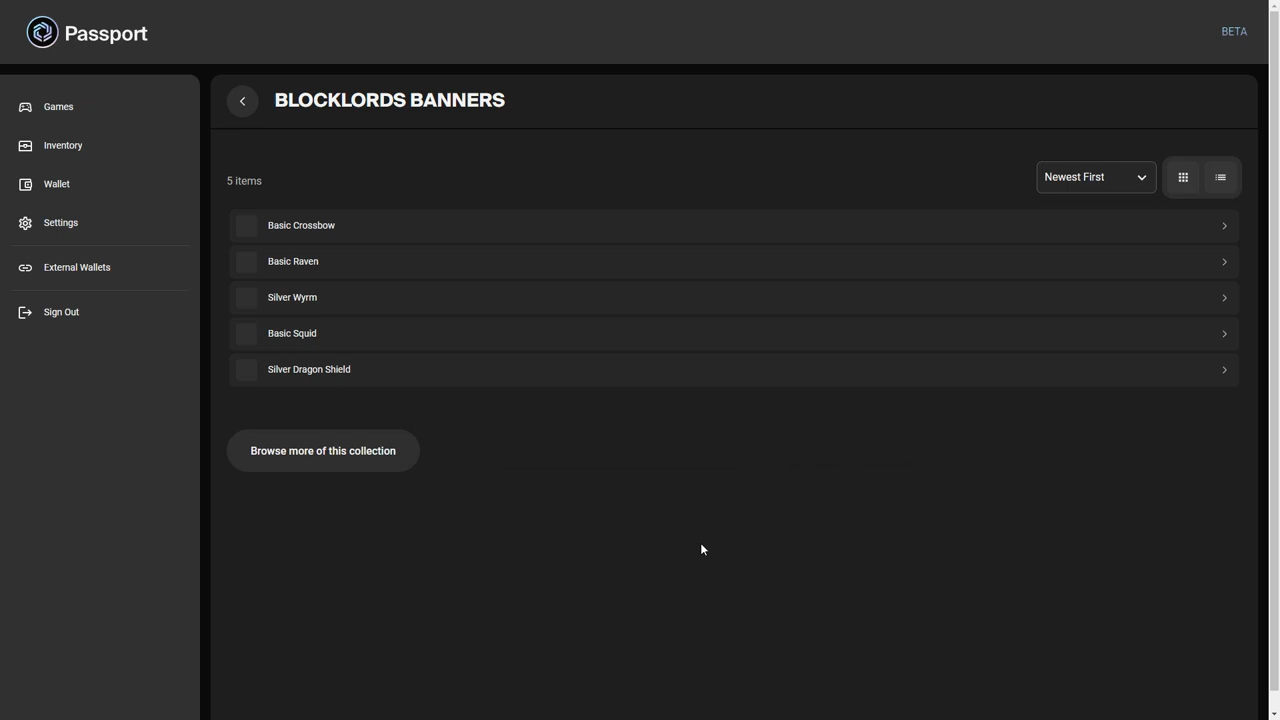 Passport
BETA
Games
Inventory
Wallet
Settings
External Wallets
Sign Out
BLOCKLORDS BANNERS
5 items
Newest First
Basic Crossbow
Basic Raven
Silver Wyrm
Basic Squid
Silver Dragon Shield
Browse more of this collection